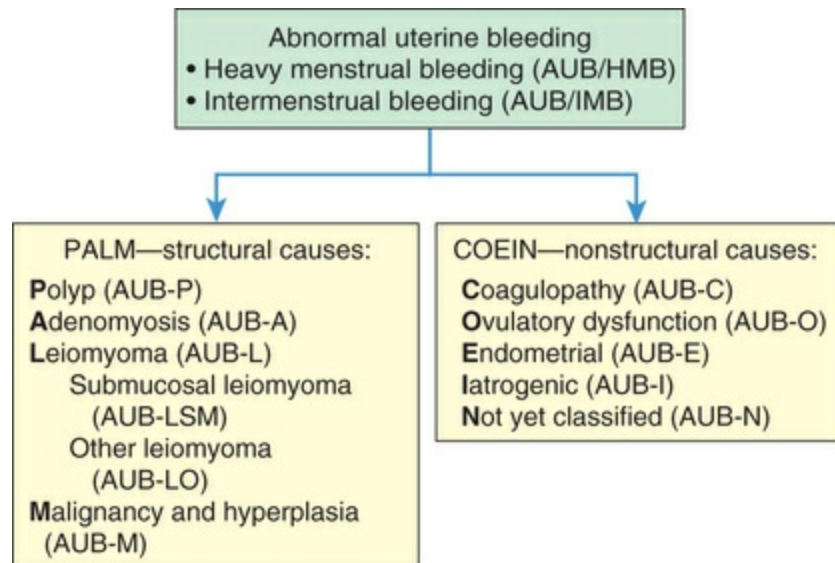 Abnormal uterine bleeding
• Heavy menstrual bleeding (AUB/HMB)
• Intermenstrual bleeding (AUB/IMB)
PALM—structural causes:
Polyp (AUB-P)
Adenomyosis (AUB-A)
Leiomyoma (AUB-L)
Submucosal leiomyoma
(AUB-LSM)
Other leiomyoma
(AUB-LO)
Malignancy and hyperplasia
(AUB-M)
COEIN—nonstructural causes:
Coagulopathy (AUB-C)
Ovulatory dysfunction (AUB-O)
Endometrial (AUB-E)
Iatrogenic (AUB-I)
Not yet classified (AUB-N)